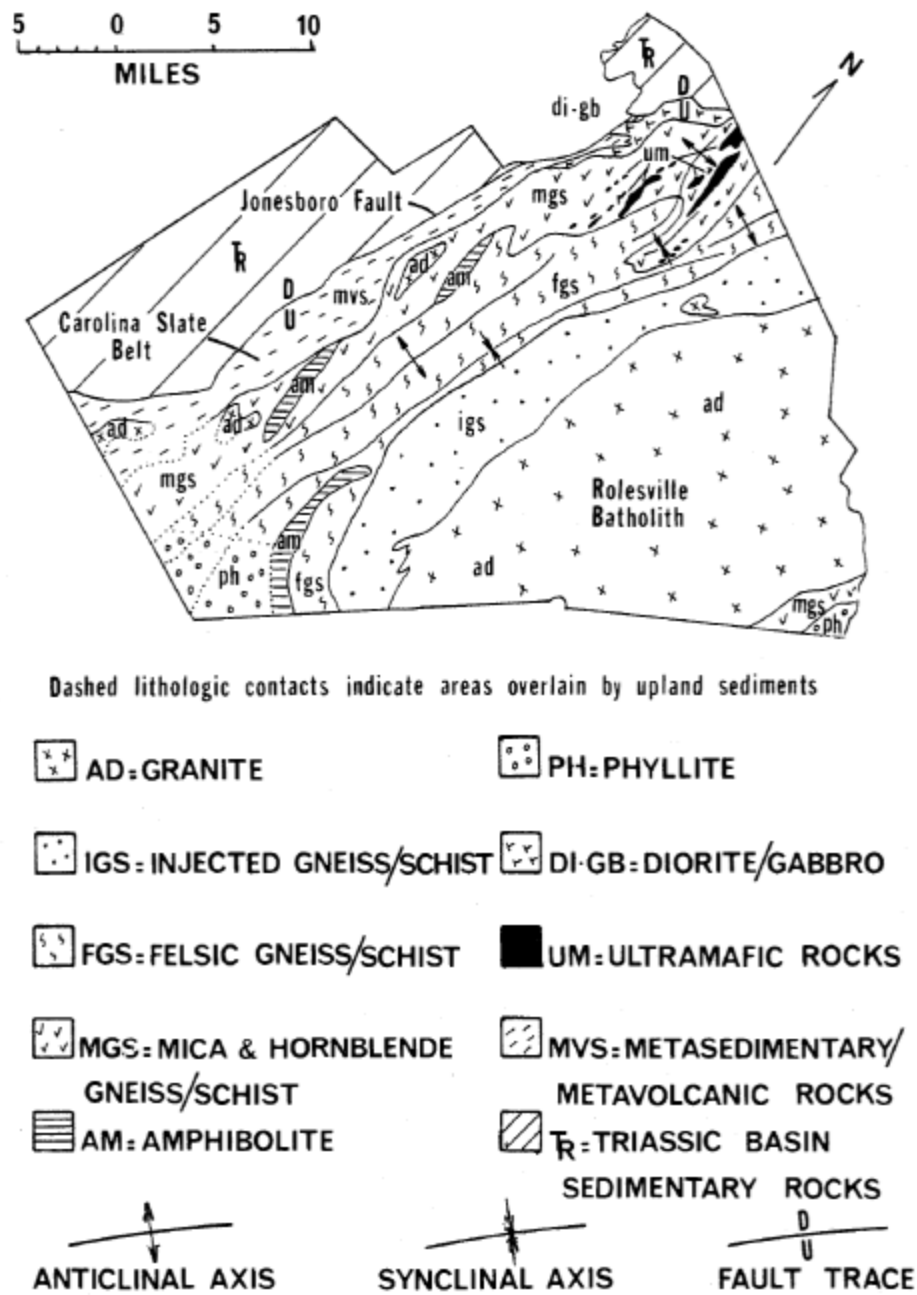 5 0 5 10
MILES
N
TR
D
U
di-gb
um
Jonesboro Fault
mgs
TR
ad
am
D
U
mvs
fgs
Carolina Slate
Belt
am
ad
ad
ad
igs
mgs
Rolesville
Batholith
am
ph
fgs
ad
mgs
ph
Dashed lithologic contacts indicate areas overlain by upland sediments
AD=GRANITE
PH=PHYLLITE
IGS=INJECTED GNEISS/SCHIST
DI-GB=DIORITE/GABBRO
FGS=FELSIC GNEISS/SCHIST
UM=ULTRAMAFIC ROCKS
MGS=MICA & HORNBLENDE
GNEISS/SCHIST
MVS=METASEDIMENTARY/
METAVOLCANIC ROCKS
AM=AMPHIBOLITE
TR=TRIASSIC BASIN
SEDIMENTARY ROCKS
ANTICLINAL AXIS
SYNCLINAL AXIS
D
U
FAULT TRACE